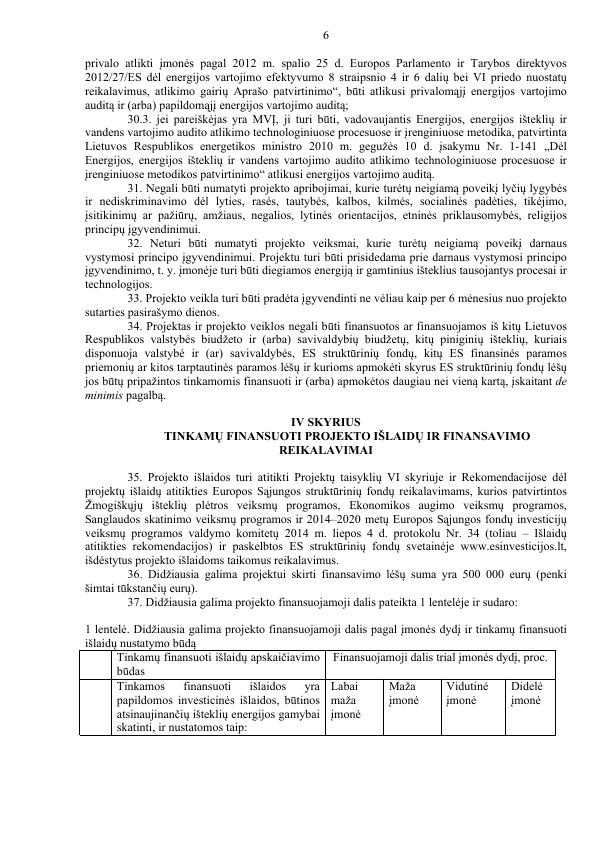 6
privalo atlikti įmonės pagal 2012 m. spalio 25 d. Europos Parlamento ir Tarybos direktyvos
2012/27/ES dėl energijos vartojimo efektyvumo 8 straipsnio 4 ir 6 dalių bei VI priedo nuostatų
reikalavimus, atlikimo gairių Aprašo patvirtinimo“, būti atlikusi privalomąjį energijos vartojimo
auditą ir (arba) papildomąjį energijos vartojimo auditą;
30.3. jei pareiškėjas yra MVĮ, ji turi būti, vadovaujantis Energijos, energijos išteklių ir
vandens vartojimo audito atlikimo technologiniuose procesuose ir įrenginiuose metodika, patvirtinta
Lietuvos Respublikos energetikos ministro 2010 m. gegužės 10 d. įsakymu Nr. 1-141 „Dėl
Energijos, energijos išteklių ir vandens vartojimo audito atlikimo technologiniuose procesuose ir
įrenginiuose metodikos patvirtinimo“ atlikusi energijos vartojimo auditą.
31. Negali būti numatyti projekto apribojimai, kurie turėtų neigiamą poveikį lyčių lygybės
ir nediskriminavimo dėl lyties, rasės, tautybės, kalbos, kilmės, socialinės padėties, tikėjimo,
įsitikinimų ar pažiūrų, amžiaus, negalios, lytinės orientacijos, etninės priklausomybės, religijos
principų įgyvendinimui.
32. Neturi būti numatyti projekto veiksmai, kurie turėtų neigiamą poveikį darnaus
vystymosi principo įgyvendinimui. Projektu turi būti prisidedama prie darnaus vystymosi principo
įgyvendinimo, t. y. įmonėje turi būti diegiamos energiją ir gamtinius išteklius tausojantys procesai ir
technologijos.
33. Projekto veikla turi būti pradėta įgyvendinti ne vėliau kaip per 6 mėnesius nuo projekto
sutarties pasirašymo dienos.
34. Projektas ir projekto veiklos negali būti finansuotos ar finansuojamos iš kitų Lietuvos
Respublikos valstybės biudžeto ir (arba) savivaldybių biudžetų, kitų piniginių išteklių, kuriais
disponuoja valstybė ir (ar) savivaldybės, ES struktūrinių fondų, kitų ES finansinės paramos
priemonių ar kitos tarptautinės paramos lėšų ir kurioms apmokėti skyrus ES struktūrinių fondų lėšų
jos būtų pripažintos tinkamomis finansuoti ir (arba) apmokėtos daugiau nei vieną kartą, įskaitant de
minimis pagalbą.
IV SKYRIUS
TINKAMŲ FINANSUOTI PROJEKTO IŠLAIDŲ IR FINANSAVIMO
REIKALAVIMAI
35. Projekto išlaidos turi atitikti Projektų taisyklių VI skyriuje ir Rekomendacijose dėl
projektų išlaidų atitikties Europos Sąjungos struktūrinių fondų reikalavimams, kurios patvirtintos
Žmogiškųjų išteklių plėtros veiksmų programos, Ekonomikos augimo veiksmų programos,
Sanglaudos skatinimo veiksmų programos ir 2014–2020 metų Europos Sąjungos fondų investicijų
veiksmų programos valdymo komitetų 2014 m. liepos 4 d. protokolu Nr. 34 (toliau – Išlaidų
atitikties rekomendacijos) ir paskelbtos ES struktūrinių fondų svetainėje www.esinvesticijos.lt,
išdėstytus projekto išlaidoms taikomus reikalavimus.
36. Didžiausia galima projektui skirti finansavimo lėšų suma yra 500 000 eurų (penki
šimtai tūkstančių eurų).
37. Didžiausia galima projekto finansuojamoji dalis pateikta 1 lentelėje ir sudaro:
1 lentelė. Didžiausia galima projekto finansuojamoji dalis pagal įmonės dydį ir tinkamų finansuoti
išlaidų nustatymo būdą
Tinkamų finansuoti išlaidų apskaičiavimo
būdas
Finansuojamoji dalis trial įmonės dydį, proc.
Tinkamos finansuoti išlaidos yra
papildomos investicinės išlaidos, būtinos
atsinaujinančių išteklių energijos gamybai
skatinti, ir nustatomos taip:
Labai
maža
įmonė
Maža
įmonė
Vidutinė
įmonė
Didelė
įmonė